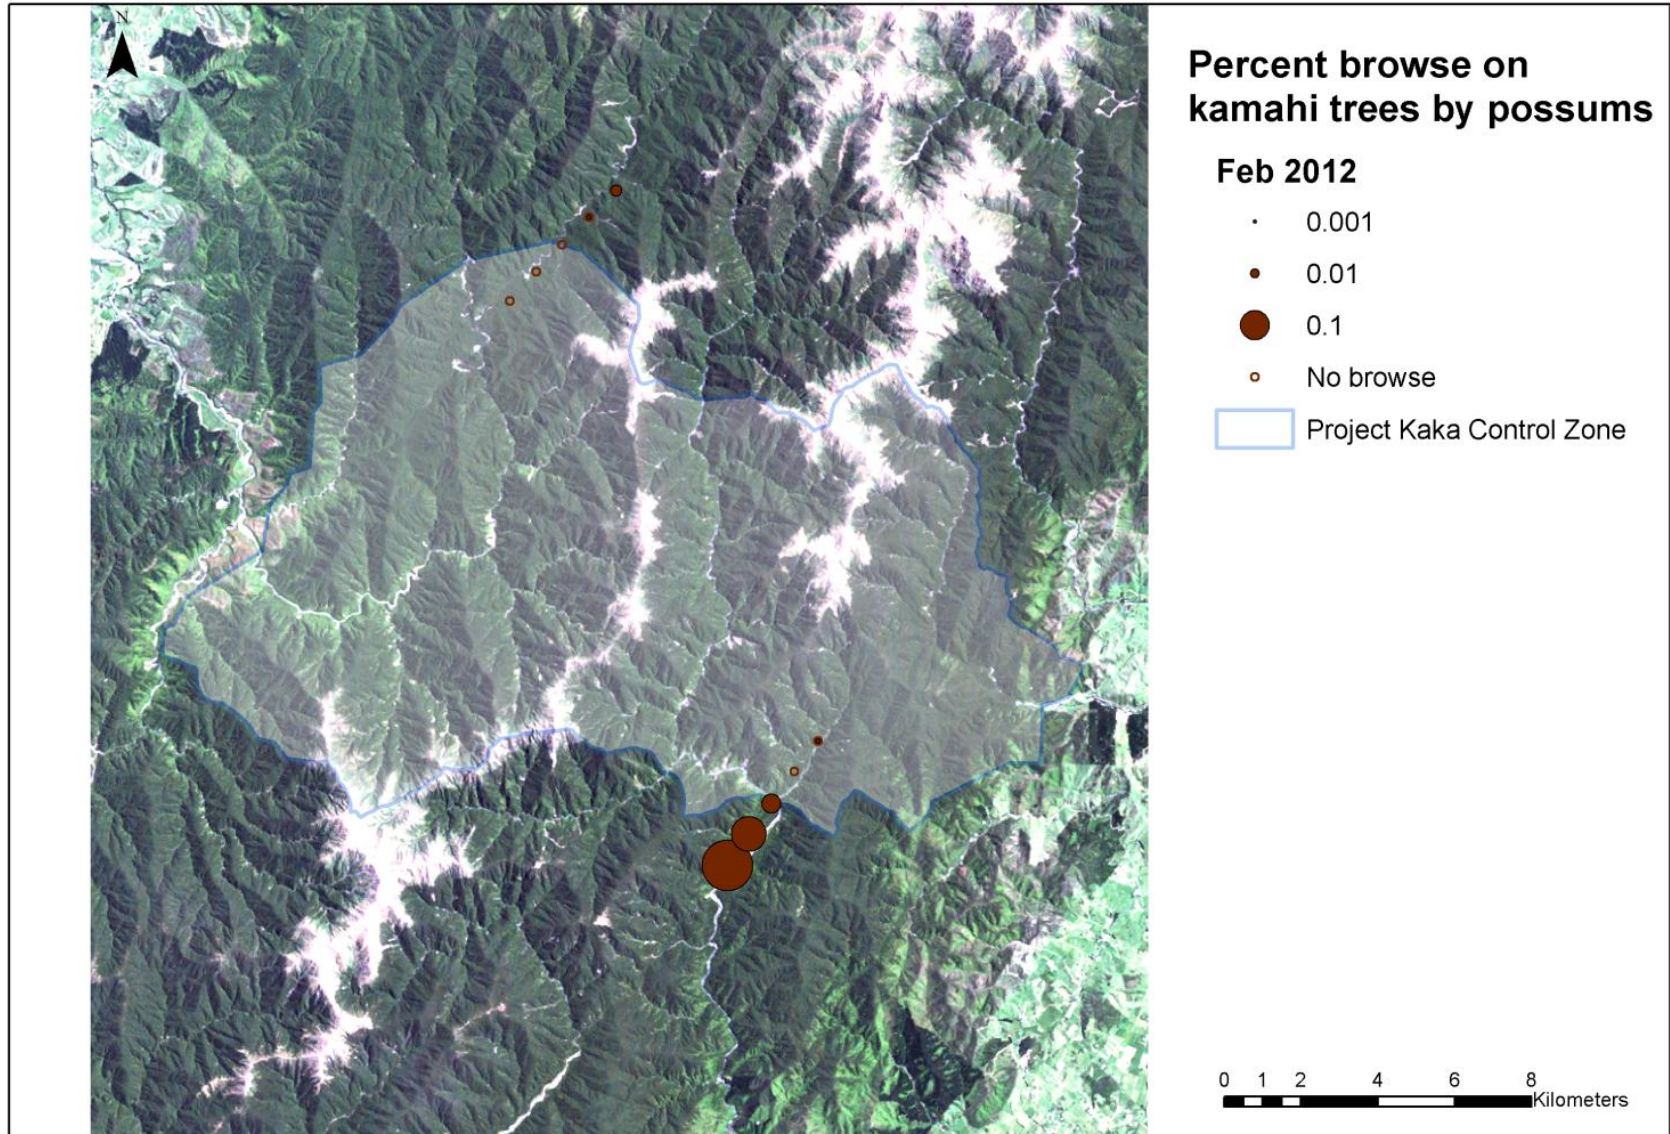 N
Percent browse on
kamahi trees by possums
Feb 2012
0.001
0.01
0.1
No browse
Project Kaka Control Zone
0 1 2 4 6 8
Kilometers